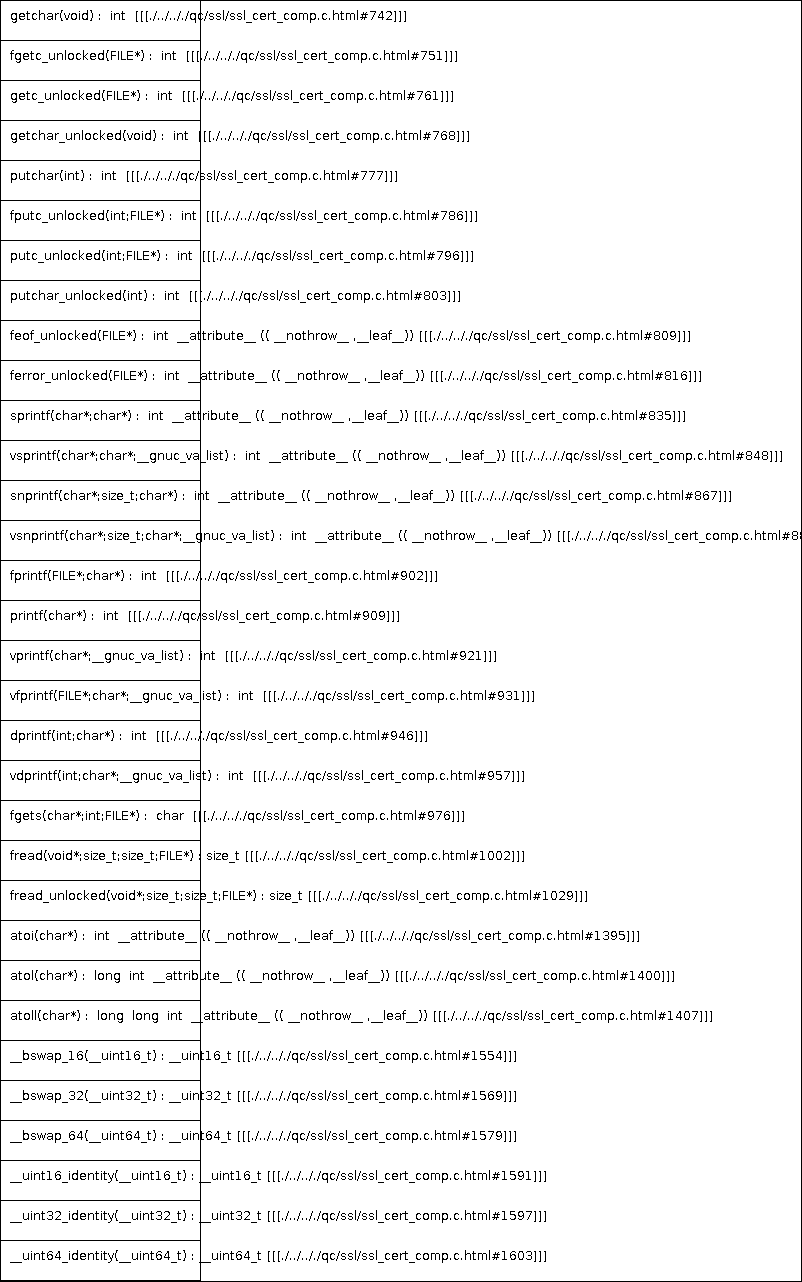 getchar(void) : int [[[./../../../qc/ssl/ssl_cert_comp.c.html#742]]]
fgetc_unlocked(FILE*) : int [[[./../../../qc/ssl/ssl_cert_comp.c.html#751]]]
getc_unlocked(FILE*) : int [[[./../../../qc/ssl/ssl_cert_comp.c.html#761]]]
getchar_unlocked(void) : int [[[./../../../qc/ssl/ssl_cert_comp.c.html#768]]]
putchar(int) : int [[[./../../../qc/ssl/ssl_cert_comp.c.html#777]]]
fputc_unlocked(int;FILE*) : int [[[./../../../qc/ssl/ssl_cert_comp.c.html#786]]]
putc_unlocked(int;FILE*) : int [[[./../../../qc/ssl/ssl_cert_comp.c.html#796]]]
putchar_unlocked(int) : int [[[./../../../qc/ssl/ssl_cert_comp.c.html#803]]]
feof_unlocked(FILE*) : int __attribute__ (( __nothrow__ ,__leaf__)) [[[./../../../qc/ssl/ssl_cert_comp.c.html#809]]]
ferror_unlocked(FILE*) : int __attribute__ (( __nothrow__ ,__leaf__)) [[[./../../../qc/ssl/ssl_cert_comp.c.html#816]]]
sprintf(char*;char*) : int __attribute__ (( __nothrow__ ,__leaf__)) [[[./../../../qc/ssl/ssl_cert_comp.c.html#835]]]
vsprintf(char*;char*;__gnuc_va_list) : int __attribute__ (( __nothrow__ ,__leaf__)) [[[./../../../qc/ssl/ssl_cert_comp.c.html#848]]]
snprintf(char*;size_t;char*) : int __attribute__ (( __nothrow__ ,__leaf__)) [[[./../../../qc/ssl/ssl_cert_comp.c.html#867]]]
vsnprintf(char*;size_t;char*;__gnuc_va_list) : int __attribute__ (( __nothrow__ ,__leaf__)) [[[./../../../qc/ssl/ssl_cert_comp.c.html#8
fprintf(FILE*;char*) : int [[[./../../../qc/ssl/ssl_cert_comp.c.html#902]]]
printf(char*) : int [[[./../../../qc/ssl/ssl_cert_comp.c.html#909]]]
vprintf(char*;__gnuc_va_list) : int [[[./../../../qc/ssl/ssl_cert_comp.c.html#921]]]
vfprintf(FILE*;char*;__gnuc_va_list) : int [[[./../../../qc/ssl/ssl_cert_comp.c.html#931]]]
dprintf(int;char*) : int [[[./../../../qc/ssl/ssl_cert_comp.c.html#946]]]
vdprintf(int;char*;__gnuc_va_list) : int [[[./../../../qc/ssl/ssl_cert_comp.c.html#957]]]
fgets(char*;int;FILE*) : char [[[./../../../qc/ssl/ssl_cert_comp.c.html#976]]]
fread(void*;size_t;size_t;FILE*) : size_t [[[./../../../qc/ssl/ssl_cert_comp.c.html#1002]]]
fread_unlocked(void*;size_t;size_t;FILE*) : size_t [[[./../../../qc/ssl/ssl_cert_comp.c.html#1029]]]
atoi(char*) : int __attribute__ (( __nothrow__ ,__leaf__)) [[[./../../../qc/ssl/ssl_cert_comp.c.html#1395]]]
atol(char*) : long int __attribute__ (( __nothrow__ ,__leaf__)) [[[./../../../qc/ssl/ssl_cert_comp.c.html#1400]]]
atoll(char*) : long long int __attribute__ (( __nothrow__ ,__leaf__)) [[[./../../../qc/ssl/ssl_cert_comp.c.html#1407]]]
__bswap_16(__uint16_t) : __uint16_t [[[./../../../qc/ssl/ssl_cert_comp.c.html#1554]]]
__bswap_32(__uint32_t) : __uint32_t [[[./../../../qc/ssl/ssl_cert_comp.c.html#1569]]]
__bswap_64(__uint64_t) : __uint64_t [[[./../../../qc/ssl/ssl_cert_comp.c.html#1579]]]
__uint16_identity(__uint16_t) : __uint16_t [[[./../../../qc/ssl/ssl_cert_comp.c.html#1591]]]
__uint32_identity(__uint32_t) : __uint32_t [[[./../../../qc/ssl/ssl_cert_comp.c.html#1597]]]
__uint64_identity(__uint64_t) : __uint64_t [[[./../../../qc/ssl/ssl_cert_comp.c.html#1603]]]